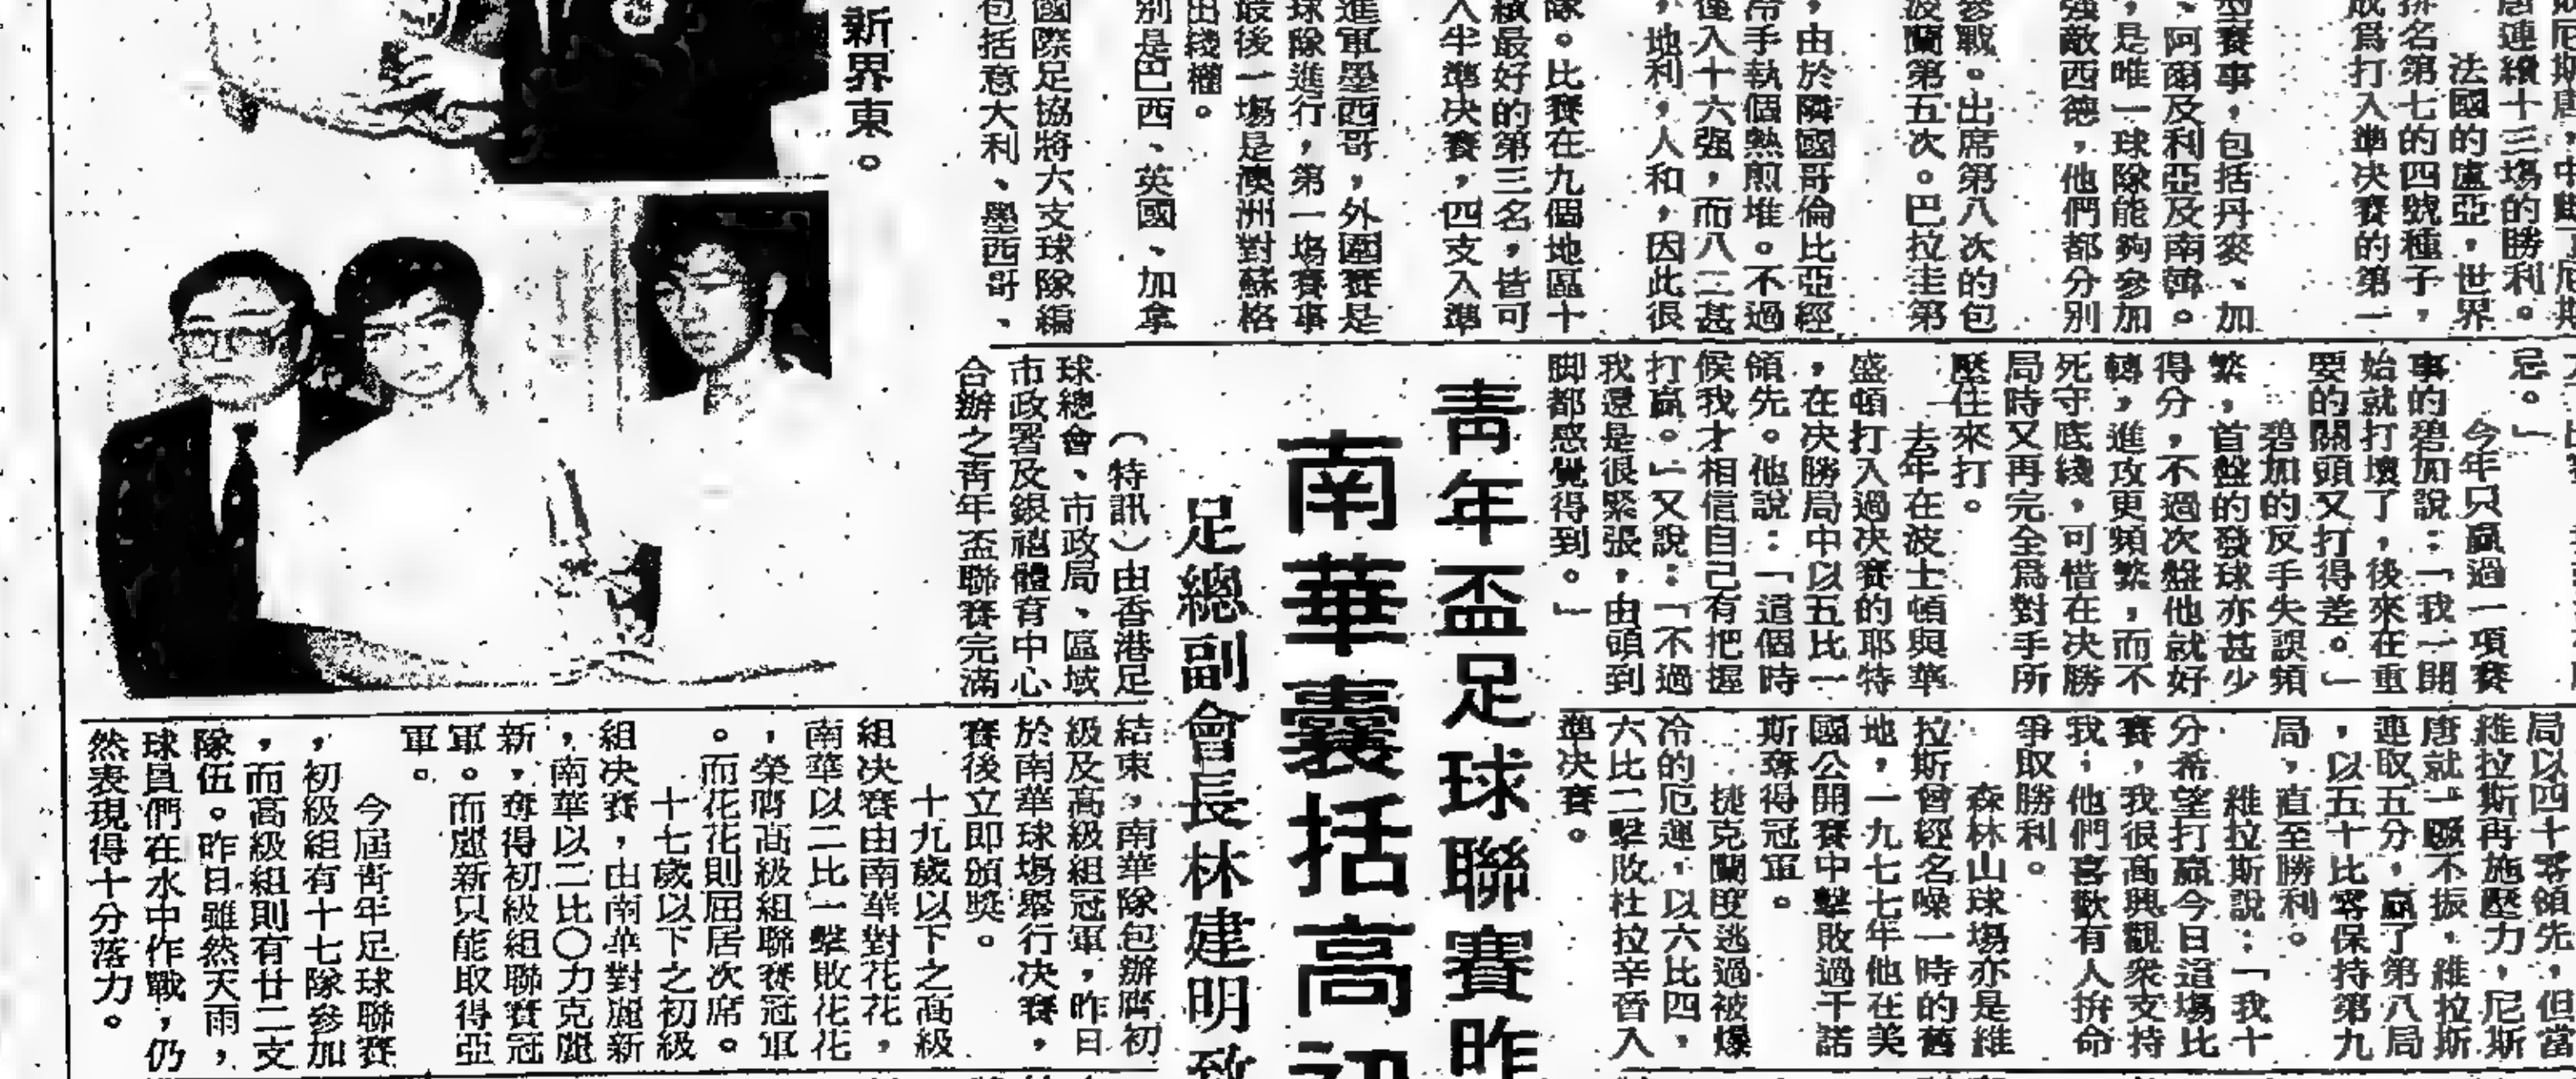 法國的盧亞，世界
排名第七的四號種子，
成爲打入準決賽的第一
型賽事，包括丹麥、加
、阿爾及利亞及南韓。
，是唯一球隊能夠參加
強敵西德，他們都分別
參戰。出席第八次的包
波蘭第五次。巴拉圭第
，由於隣國哥倫比亞經
冷手執個熱煎堆。不過
僅入十六强，而八二甚
，地利，人和，因此很
隊。比賽在九個地區十
績最好的第三名，皆可
入半準決賽，四支入準
進軍墨西哥，外圍賽是
球隊進行，第一場賽事
最後一場是澳洲對蘇格
出綫權。
別是巴西、英國、加拿
國際足協將六支球隊編
包括意大利、墨西哥、
新界東。
忌。」
今年只贏過一項賽
事的碧加說：「我一開
始就打壞了，後來在重
要的關頭又打得差。」
碧加的反手失誤頻
繁，首盤的發球亦甚少
得分，不過次盤他就好
轉，進攻更頻繁，而不
死守底綫，可惜在決勝
局時又再完全爲對手所
壓住來打。
去年在波士頓與華
盛頓打入過決賽的耶特
，在決勝局中以五比一
領先。他說：「這個時
候我才相信自己有把握
打贏。」又說：「不過
我還是很緊張，由頭到
脚都感覺得到。」
局以四十零領先，但當
維拉斯再施壓力，尼斯
唐就一蹶不振，維拉斯
連取五分，贏了第八局
，以五十比零保持第九
局，直至勝利。
維拉斯說：「我十
分希望打贏今日這場比
賽，我很高興觀衆支持
我；他們喜歡有人拚命
爭取勝利。
森林山球場亦是維
拉斯曾經名噪一時的舊
地，一九七七年他在美
國公開賽中擊敗過干諾
斯奪得冠軍。
捷克蘭度逃過被爆
冷的厄運，以六比四，
六比二擊敗杜拉辛晉入
準決賽。
青年盃足球聯賽昨
南華囊括高初
足總副會長林建明致
（特訊）由香港足
球總會、市政局、區域
市政署及銀禧體育中心
合辦之青年盃聯賽完滿
結束，南華隊包辦齊初
級及高級組冠軍，昨日
於南華球場舉行決賽，
賽後立即頒獎。
十九歲以下之高級
組決賽由南華對花花，
南華以二比一擊敗花花
，榮膺高級組聯賽冠軍
。而花花則屈居次席。
十七歲以下之初級
組決賽，由南華對麗新
，南華以二比〇力克麗
新，奪得初級組聯賽冠
軍。而麗新只能取得亞
軍。
今屆青年足球聯賽
，初級組有十七隊參加
，而高級組則有廿二支
隊伍。昨日雖然天雨，
球員們在水中作戰，仍
然表現得十分落力。